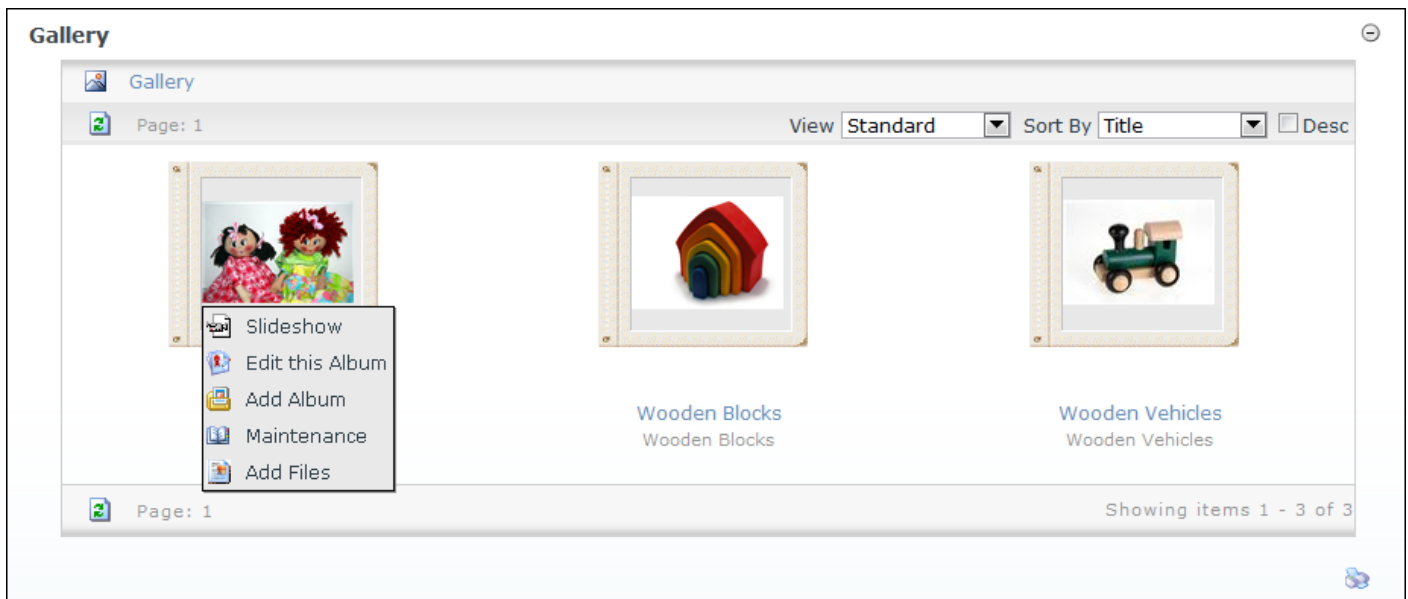 Gallery
Gallery
Page: 1
View Standard Sort By Title Desc
Slideshow
Edit this Album
Add Album
Maintenance
Add Files
Wooden Blocks
Wooden Blocks
Wooden Vehicles
Wooden Vehicles
Page: 1
Showing items 1 - 3 of 3